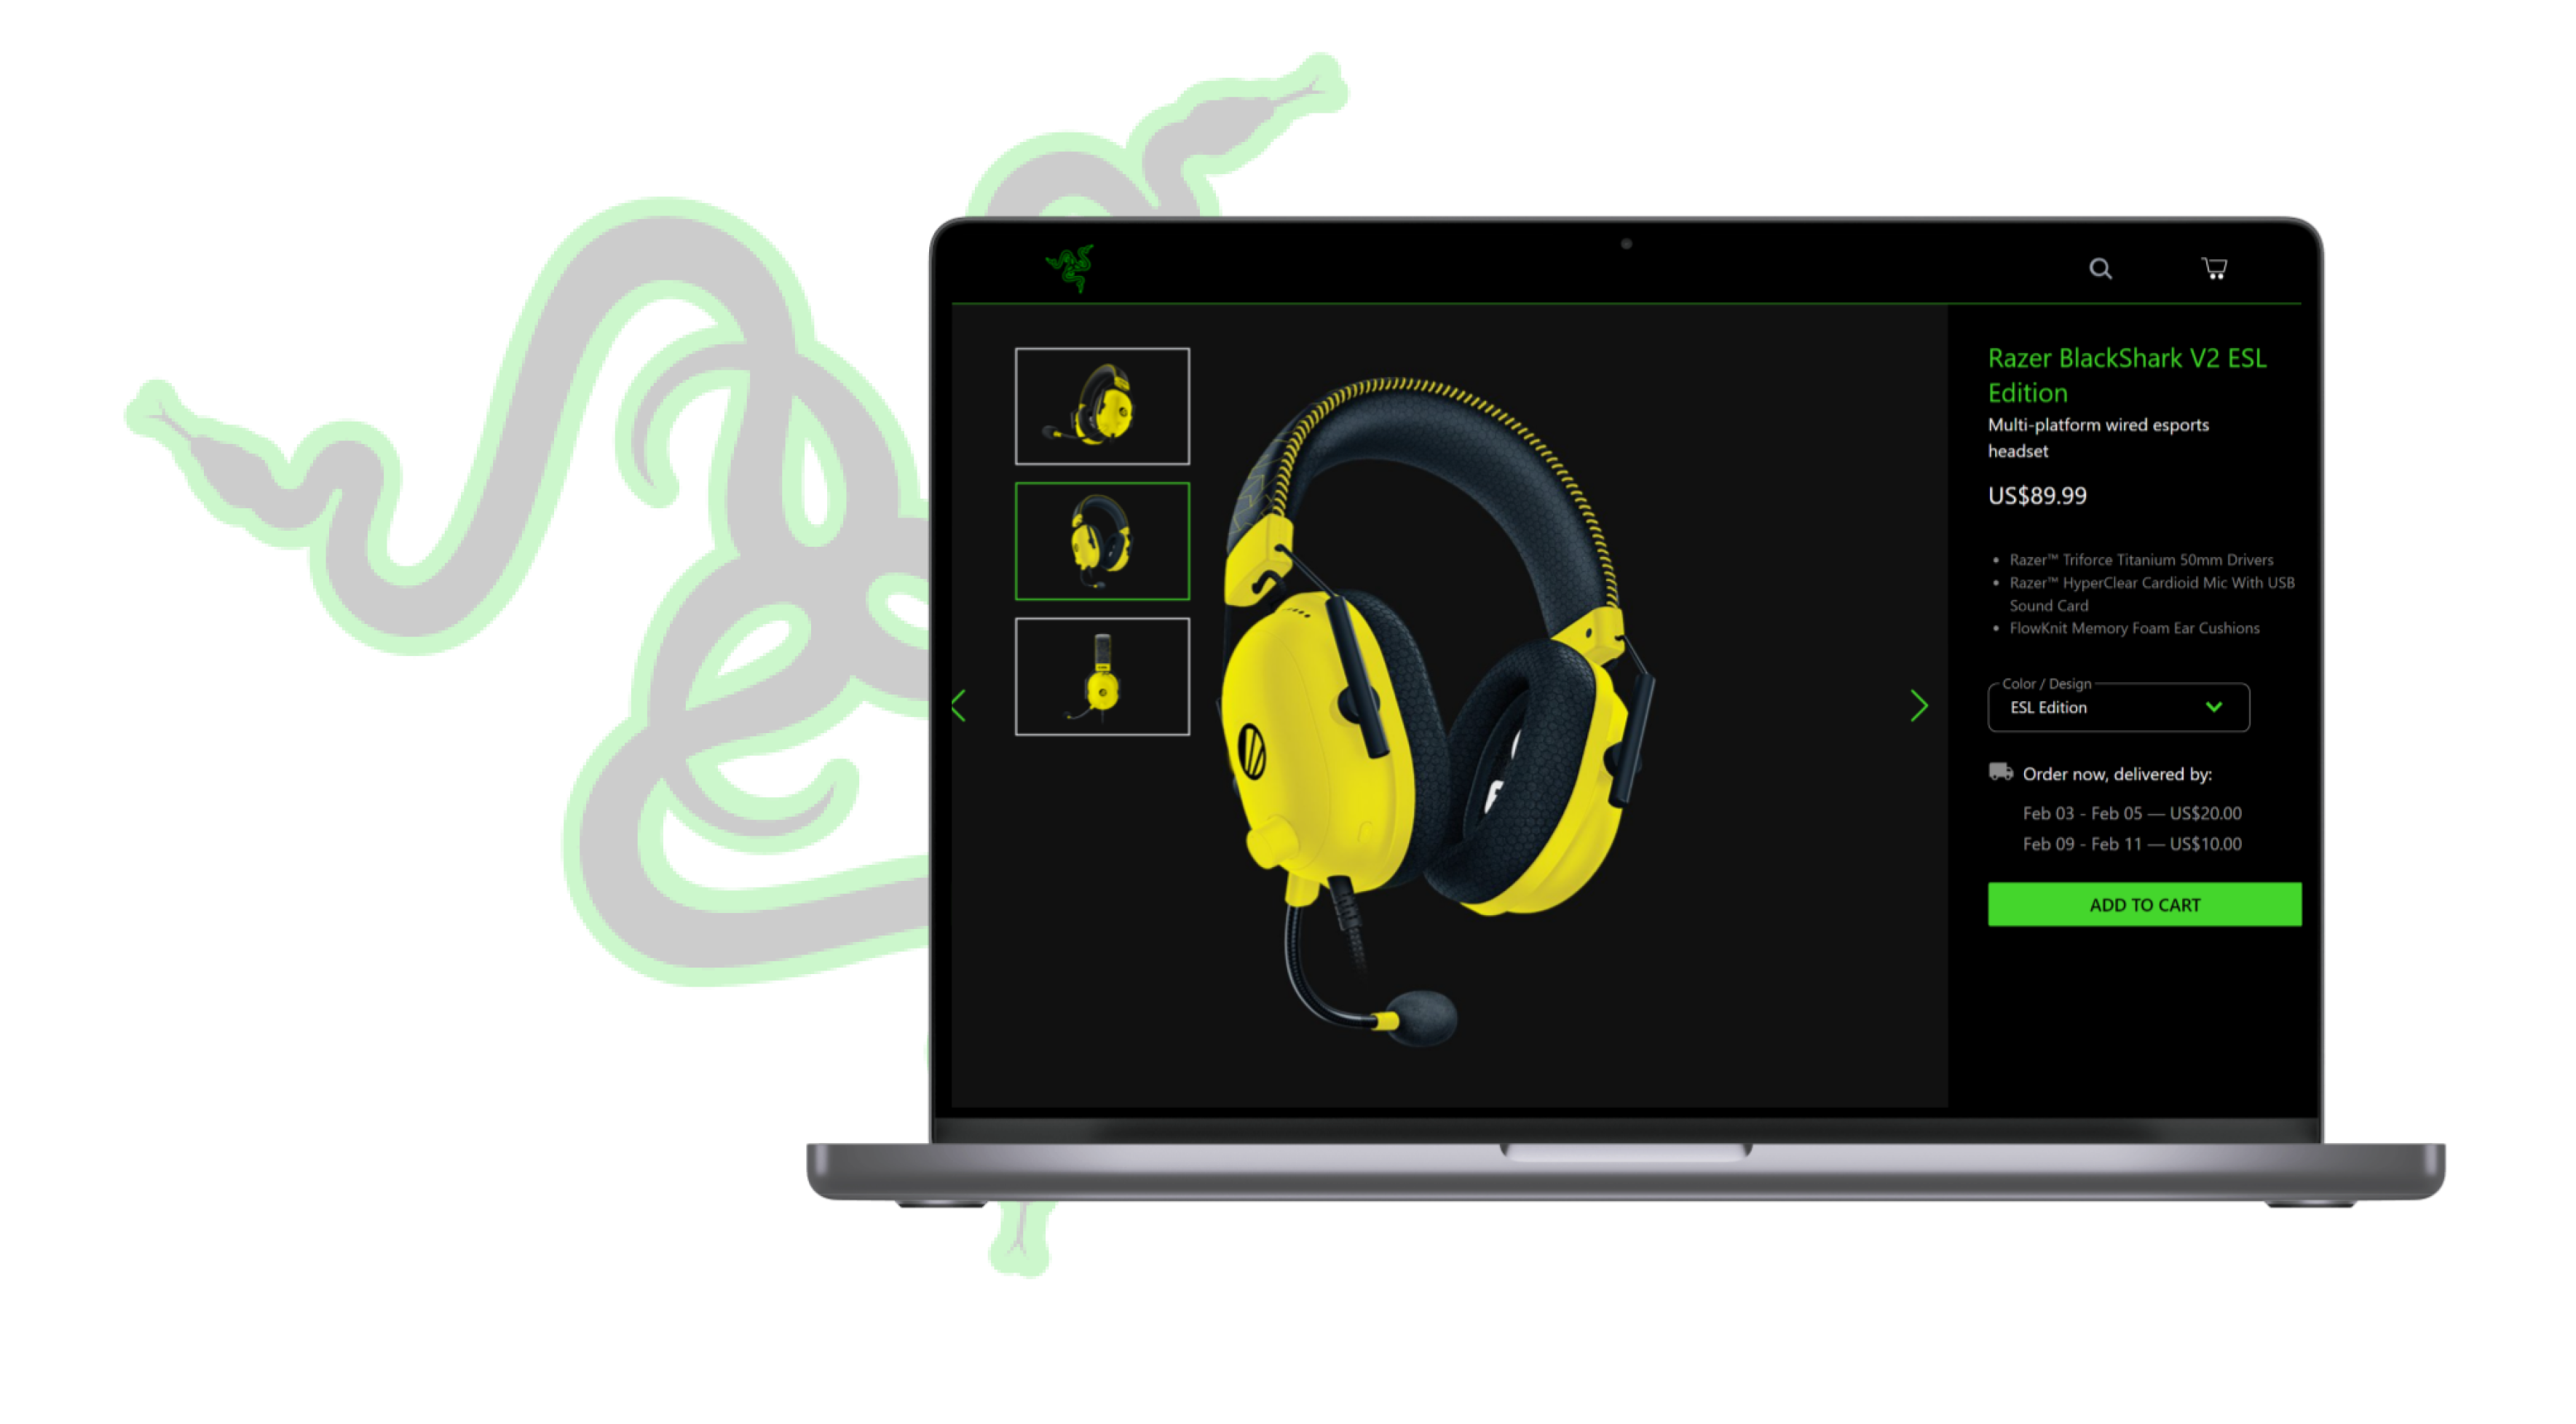 Razer BlackShark V2 ESL
Edition
Multi-platform wired esports
headset
US$89.99
• Razer™ Triforce Titanium 50mm Drivers
• Razer™ HyperClear Cardioid Mic With USB
Sound Card
• FlowKnit Memory Foam Ear Cushions
Color / Design
ESL Edition
Order now, delivered by:
Feb 03 - Feb 05 — US$20.00
Feb 09 - Feb 11 — US$10.00
ADD TO CART